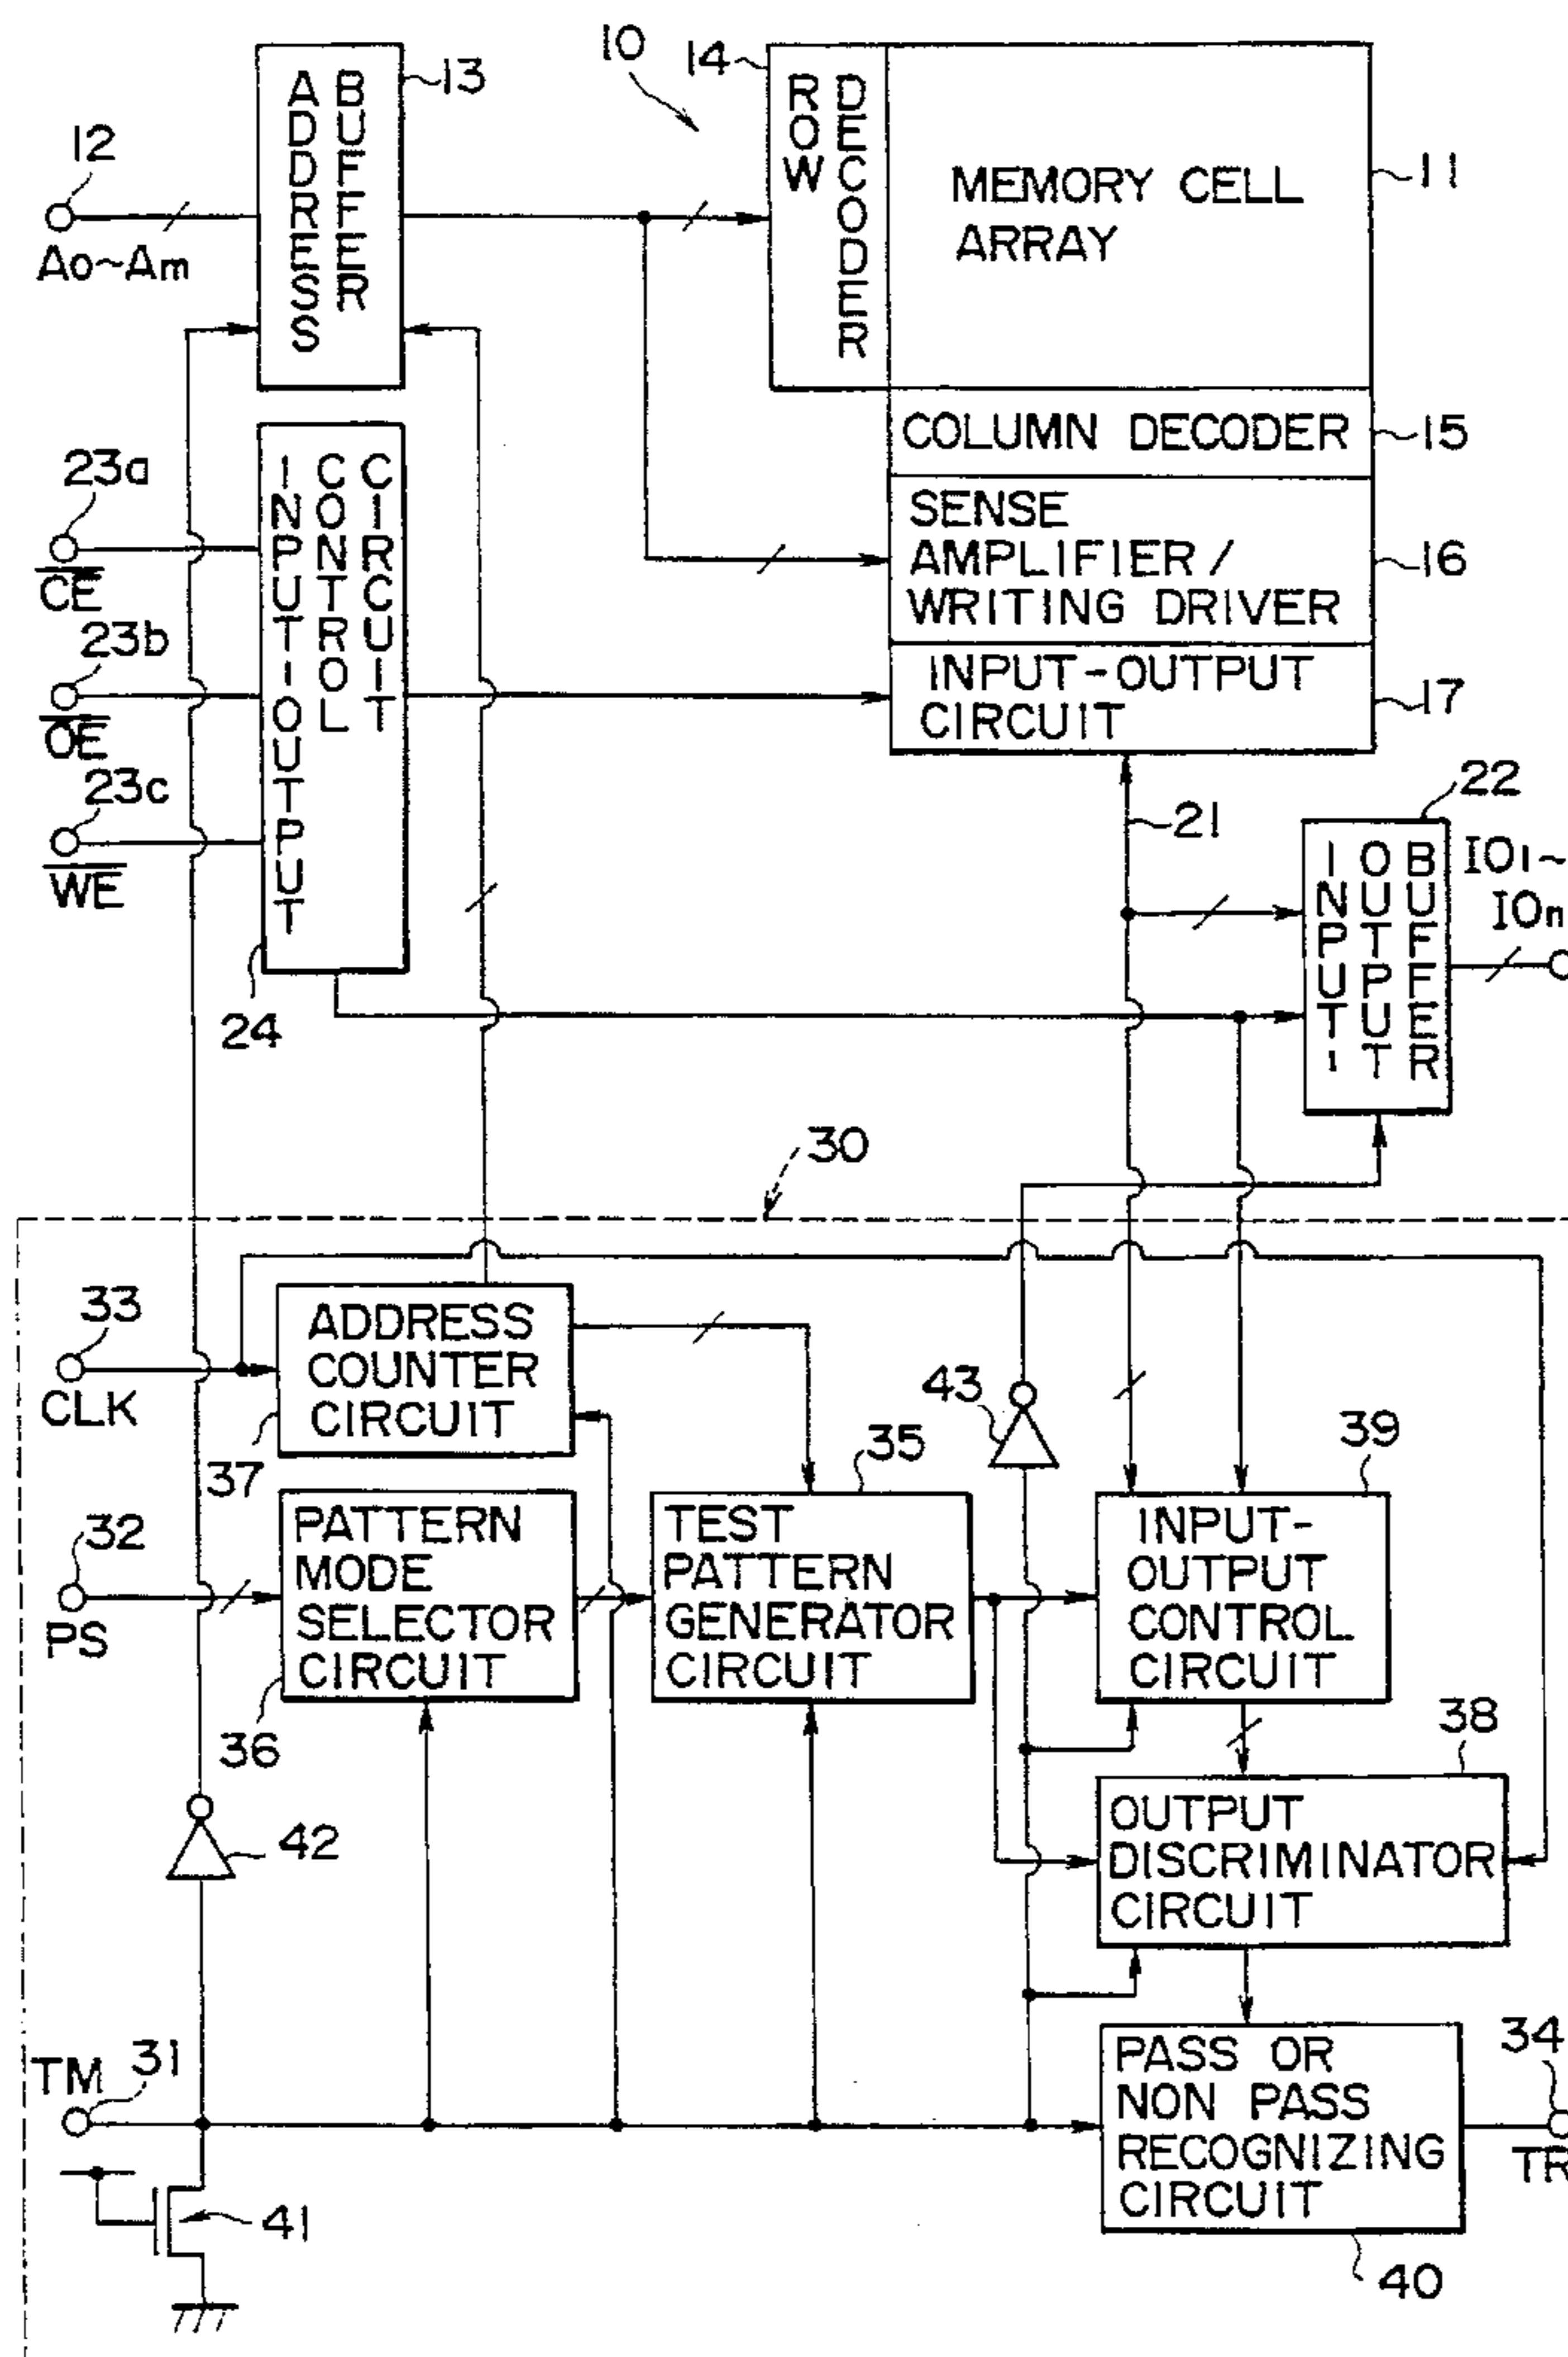 10
ADDRESS
BUFFER
13
12
A0~Am
14
ROW
DECODER
MEMORY CELL
ARRAY
11
COLUMN DECODER
15
SENSE
AMPLIFIER/
WRITING DRIVER
16
INPUT-OUTPUT
CIRCUIT
17
23a
CE
23b
OE
23c
WE
INPUT-OUTPUT
CONTROL
CIRCUIT
24
21
22
INPUT-
OUTPUT
BUFFER
IO1~
IOn
30
33
CLK
ADDRESS
COUNTER
CIRCUIT
37
32
PS
PATTERN
MODE
SELECTOR
CIRCUIT
36
35
TEST
PATTERN
GENERATOR
CIRCUIT
43
39
INPUT-
OUTPUT
CONTROL
CIRCUIT
38
OUTPUT
DISCRIMINATOR
CIRCUIT
42
TM
31
41
PASS OR
NON PASS
RECOGNIZING
CIRCUIT
40
34
TR